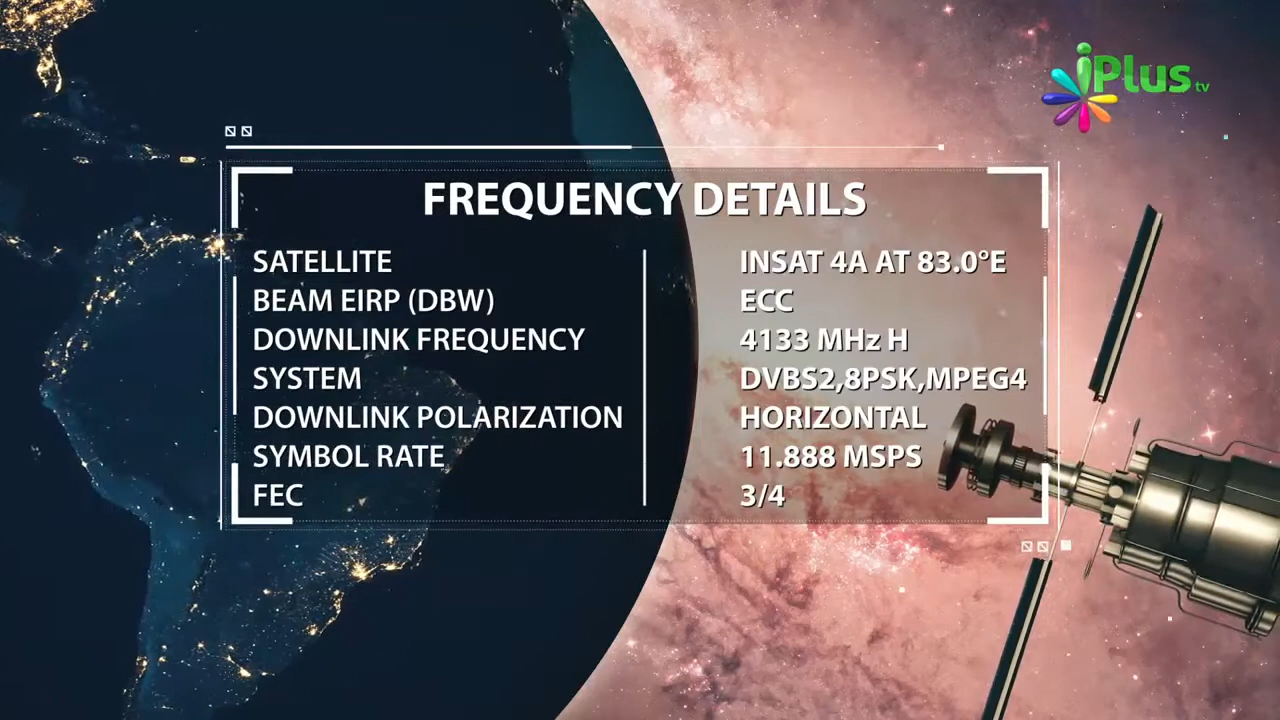 iPlus tv
FREQUENCY DETAILS
SATELLITE INSAT 4A AT 83.0°E
BEAM EIRP (DBW) ECC
DOWNLINK FREQUENCY 4133 MHz H
SYSTEM DVBS2,8PSK,MPEG4
DOWNLINK POLARIZATION HORIZONTAL
SYMBOL RATE 11.888 MSPS
FEC 3/4